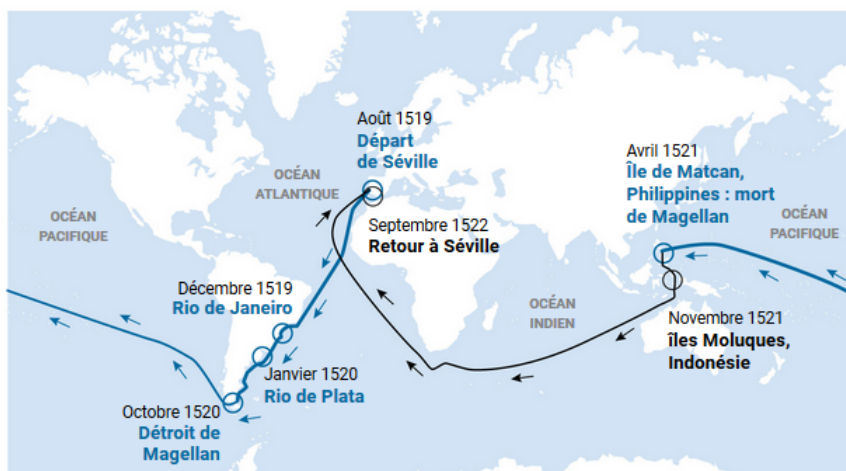 Août 1519
Départ
de Séville
OCÉAN
ATLANTIQUE
Avril 1521
Île de Matcan,
Philippines : mort
de Magellan
OCÉAN
PACIFIQUE
OCÉAN
PACIFIQUE
Septembre 1522
Retour à Séville
Décembre 1519
Rio de Janeiro
OCÉAN
INDIEN
Novembre 1521
îles Moluques,
Indonésie
Janvier 1520
Rio de Plata
Octobre 1520
Détroit de
Magellan